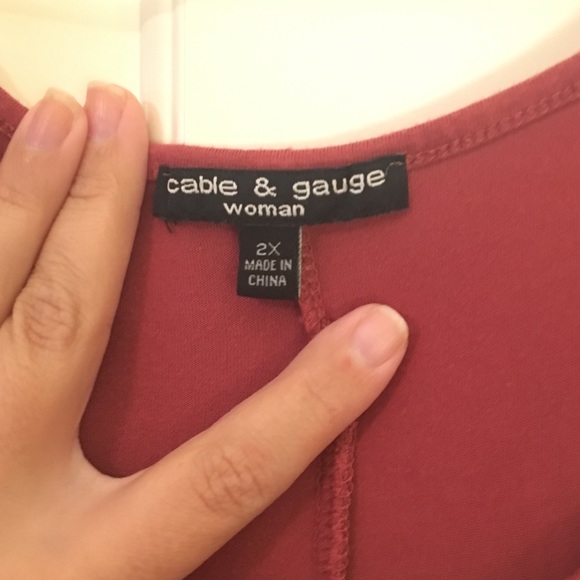 cable & gauge
woman
2X
MADE IN
CHINA